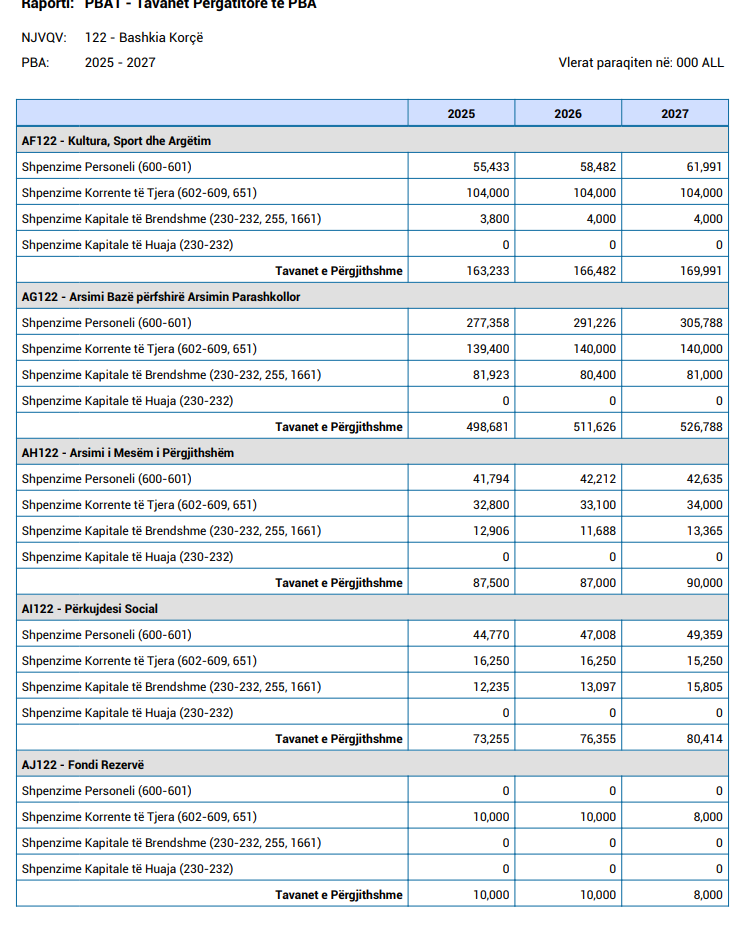 Raporti: PBA1 - Tavanet Përgatitore të PBA
NJVQV: 122 - Bashkia Korçë
PBA: 2025 - 2027 Vlerat paraqiten në: 000 ALL
2025 2026 2027
AF122 - Kultura, Sport dhe Argëtim
Shpenzime Personeli (600-601) 55,433 58,482 61,991
Shpenzime Korrente të Tjera (602-609, 651) 104,000 104,000 104,000
Shpenzime Kapitale të Brendshme (230-232, 255, 1661) 3,800 4,000 4,000
Shpenzime Kapitale të Huaja (230-232) 0 0 0
Tavanet e Përgjithshme 163,233 166,482 169,991
AG122 - Arsimi Bazë përfshirë Arsimin Parashkollor
Shpenzime Personeli (600-601) 277,358 291,226 305,788
Shpenzime Korrente të Tjera (602-609, 651) 139,400 140,000 140,000
Shpenzime Kapitale të Brendshme (230-232, 255, 1661) 81,923 80,400 81,000
Shpenzime Kapitale të Huaja (230-232) 0 0 0
Tavanet e Përgjithshme 498,681 511,626 526,788
AH122 - Arsimi i Mesëm i Përgjithshëm
Shpenzime Personeli (600-601) 41,794 42,212 42,635
Shpenzime Korrente të Tjera (602-609, 651) 32,800 33,100 34,000
Shpenzime Kapitale të Brendshme (230-232, 255, 1661) 12,906 11,688 13,365
Shpenzime Kapitale të Huaja (230-232) 0 0 0
Tavanet e Përgjithshme 87,500 87,000 90,000
AI122 - Përkujdesi Social
Shpenzime Personeli (600-601) 44,770 47,008 49,359
Shpenzime Korrente të Tjera (602-609, 651) 16,250 16,250 15,250
Shpenzime Kapitale të Brendshme (230-232, 255, 1661) 12,235 13,097 15,805
Shpenzime Kapitale të Huaja (230-232) 0 0 0
Tavanet e Përgjithshme 73,255 76,355 80,414
AJ122 - Fondi Rezervë
Shpenzime Personeli (600-601) 0 0 0
Shpenzime Korrente të Tjera (602-609, 651) 10,000 10,000 8,000
Shpenzime Kapitale të Brendshme (230-232, 255, 1661) 0 0 0
Shpenzime Kapitale të Huaja (230-232) 0 0 0
Tavanet e Përgjithshme 10,000 10,000 8,000